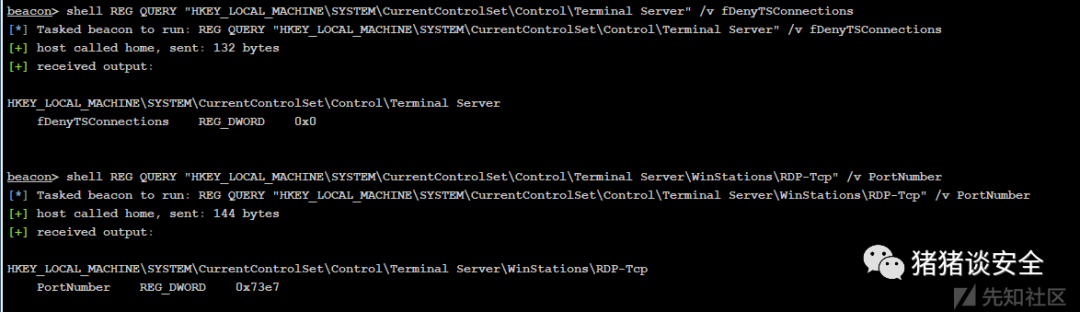 beacon> shell REG QUERY "HKEY_LOCAL_MACHINE\SYSTEM\CurrentControlSet\Control\Terminal Server" /v fDenyTSConnections
[*] Tasked beacon to run: REG QUERY "HKEY_LOCAL_MACHINE\SYSTEM\CurrentControlSet\Control\Terminal Server" /v fDenyTSConnections
[+] host called home, sent: 132 bytes
[+] received output:
HKEY_LOCAL_MACHINE\SYSTEM\CurrentControlSet\Control\Terminal Server
fDenyTSConnections    REG_DWORD    0x0
beacon> shell REG QUERY "HKEY_LOCAL_MACHINE\SYSTEM\CurrentControlSet\Control\Terminal Server\WinStations\RDP-Tcp" /v PortNumber
[*] Tasked beacon to run: REG QUERY "HKEY_LOCAL_MACHINE\SYSTEM\CurrentControlSet\Control\Terminal Server\WinStations\RDP-Tcp" /v PortNumber
[+] host called home, sent: 144 bytes
[+] received output:
HKEY_LOCAL_MACHINE\SYSTEM\CurrentControlSet\Control\Terminal Server\WinStations\RDP-Tcp
PortNumber    REG_DWORD    0x73e7
猪猪谈安全
先知社区